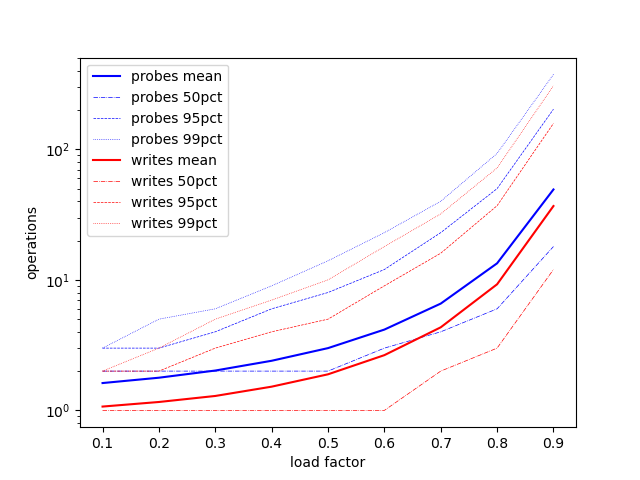 probes mean
probes 50pct
probes 95pct
probes 99pct
writes mean
writes 50pct
writes 95pct
writes 99pct
operations
10²
10¹
10⁰
0.1 0.2 0.3 0.4 0.5 0.6 0.7 0.8 0.9
load factor